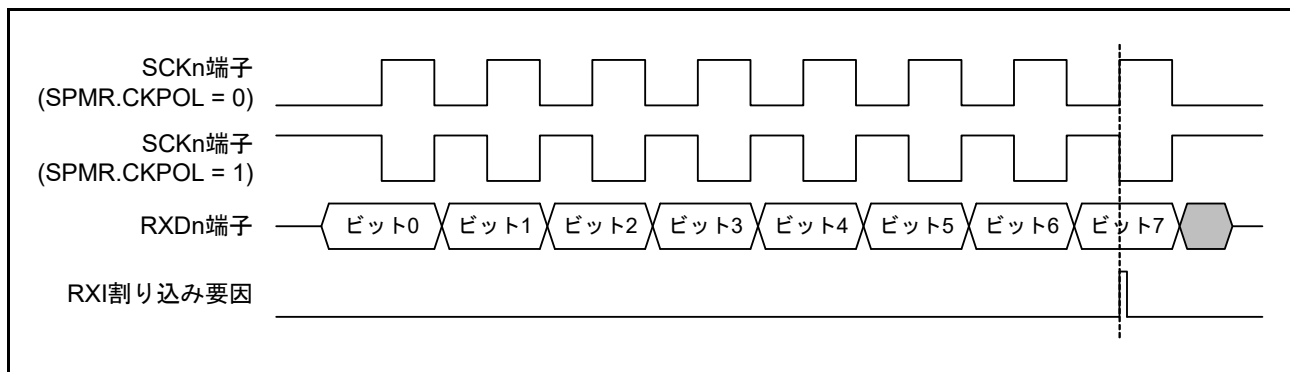 SCKn端子
(SPMR.CKPOL = 0)
SCKn端子
(SPMR.CKPOL = 1)
RXDn端子
ビット0 ビット1 ビット2 ビット3 ビット4 ビット5 ビット6 ビット7
RXI割り込み要因